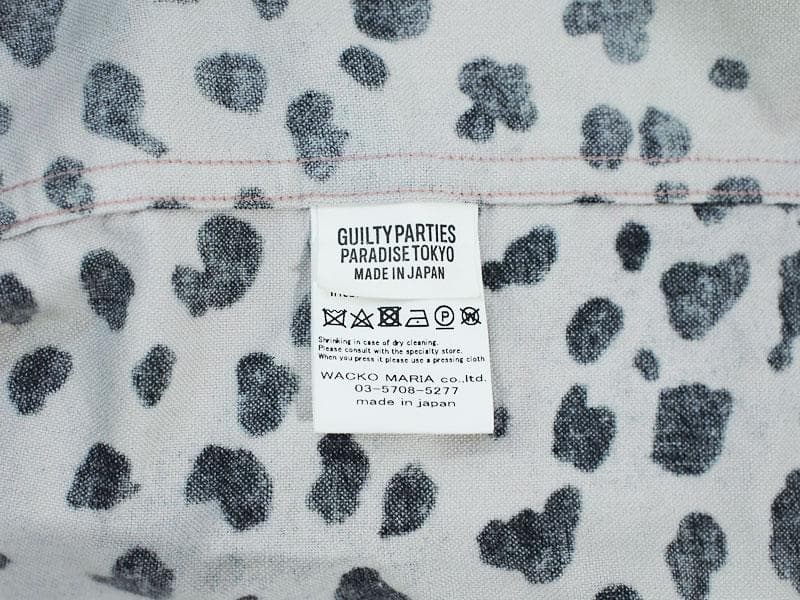 GUILTY PARTIES
PARADISE TOKYO
MADE IN JAPAN
P
W
Shrinking in case of dry cleaning.
Please consult with the specialty store.
When you press it please use a pressing cloth
WACKO MARIA co.,ltd.
03-5708-5277
made in japan